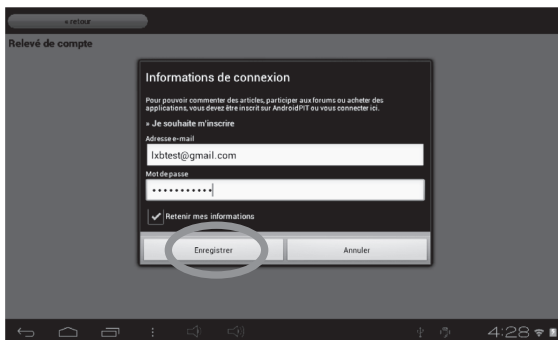 « retour
Relevé de compte
Informations de connexion
Pour pouvoir commenter des articles, participer aux forums ou acheter des
applications, vous devez être inscrit sur AndroidPIT ou vous connecter ici.
» Je souhaite m'inscrire
Adresse e-mail
lxbtest@gmail.com
Mot de passe
•••••••••••
Retenir mes informations
Enregistrer
Annuler
4:28